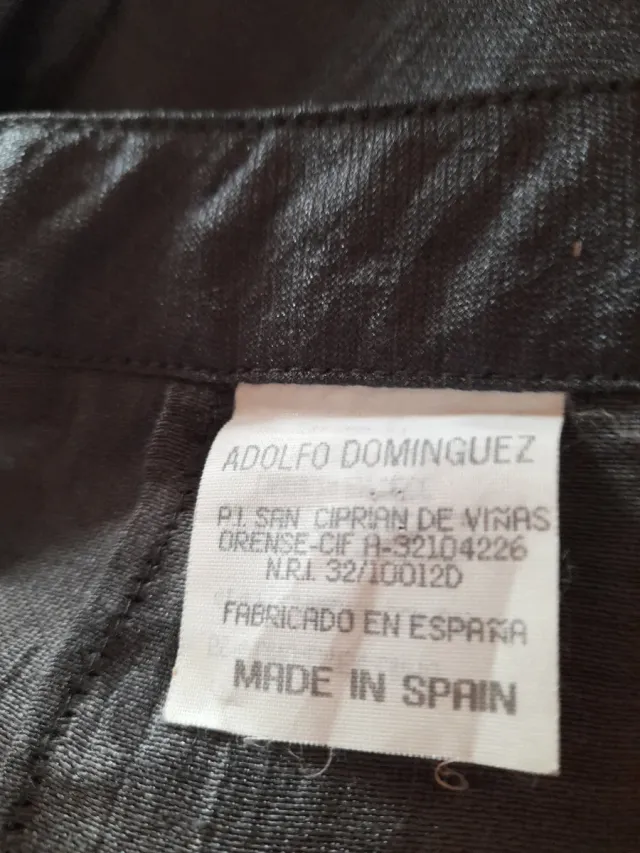 ADOLFO DOMINGUEZ
P.I. SAN CIPRIAN DE VIÑAS
ORENSE-CIF A-32104226
N.R.I. 32/10012D
FABRICADO EN ESPAÑA
MADE IN SPAIN